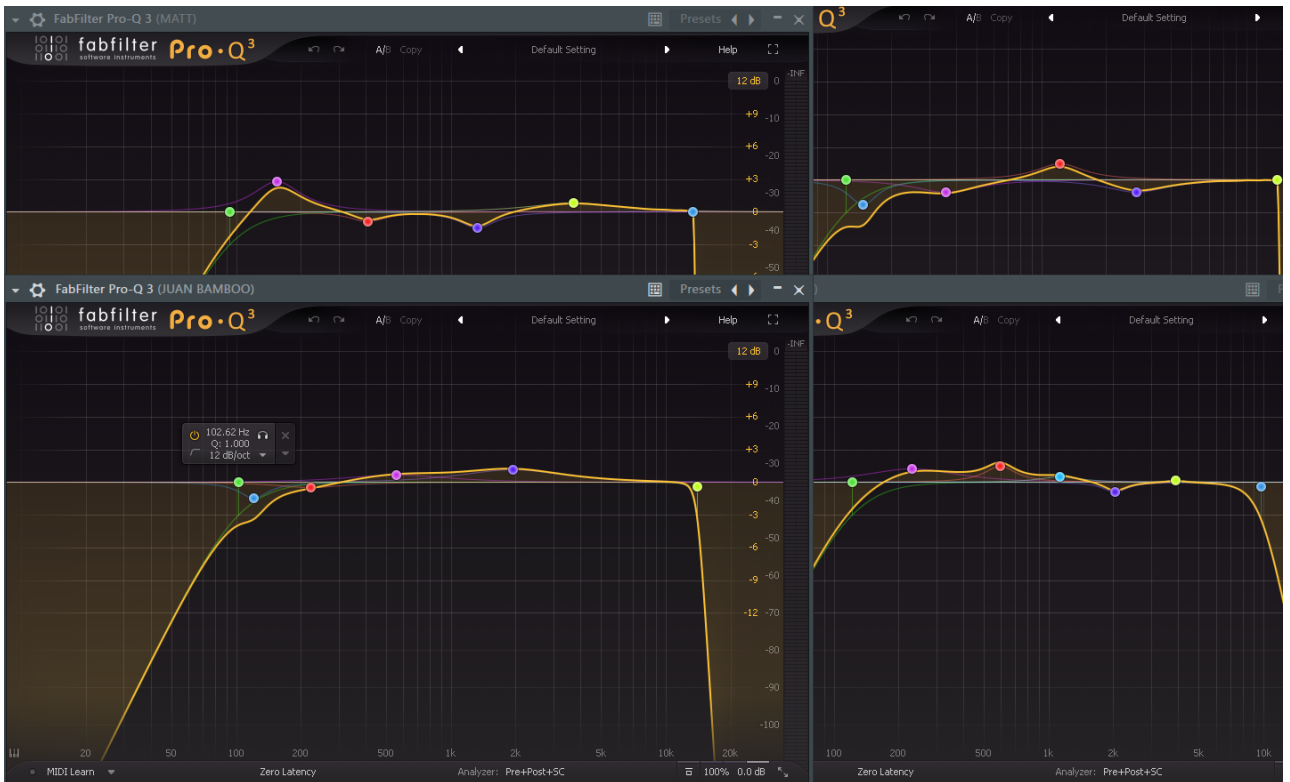 FabFilter Pro-Q 3 (MATT)
Presets
fabfilter
software instruments
Pro·Q3
A/B Copy
Default Setting
Help
12 dB 0 -INF
+9 -10
+6 -20
+3 -30
0 -40
-3 -50
Q3
A/B Copy
Default Setting
FabFilter Pro-Q 3 (JUAN BAMBOO)
Presets
fabfilter
software instruments
Pro·Q3
A/B Copy
Default Setting
Help
12 dB 0 -INF
+9 -10
+6 -20
+3 -30
0 -40
-3 -50
-6 -60
-9
-12 -70
-80
-90
-100
102.62 Hz
Q: 1.000
12 dB/oct
20 50 100 200 500 1k 2k 5k 10k 20k
MIDI Learn Zero Latency Analyzer: Pre+Post+SC 100% 0.0 dB
)
·Q3
A/B Copy
Default Setting
100 200 500 1k 2k 5k 10k
Zero Latency Analyzer: Pre+Post+SC